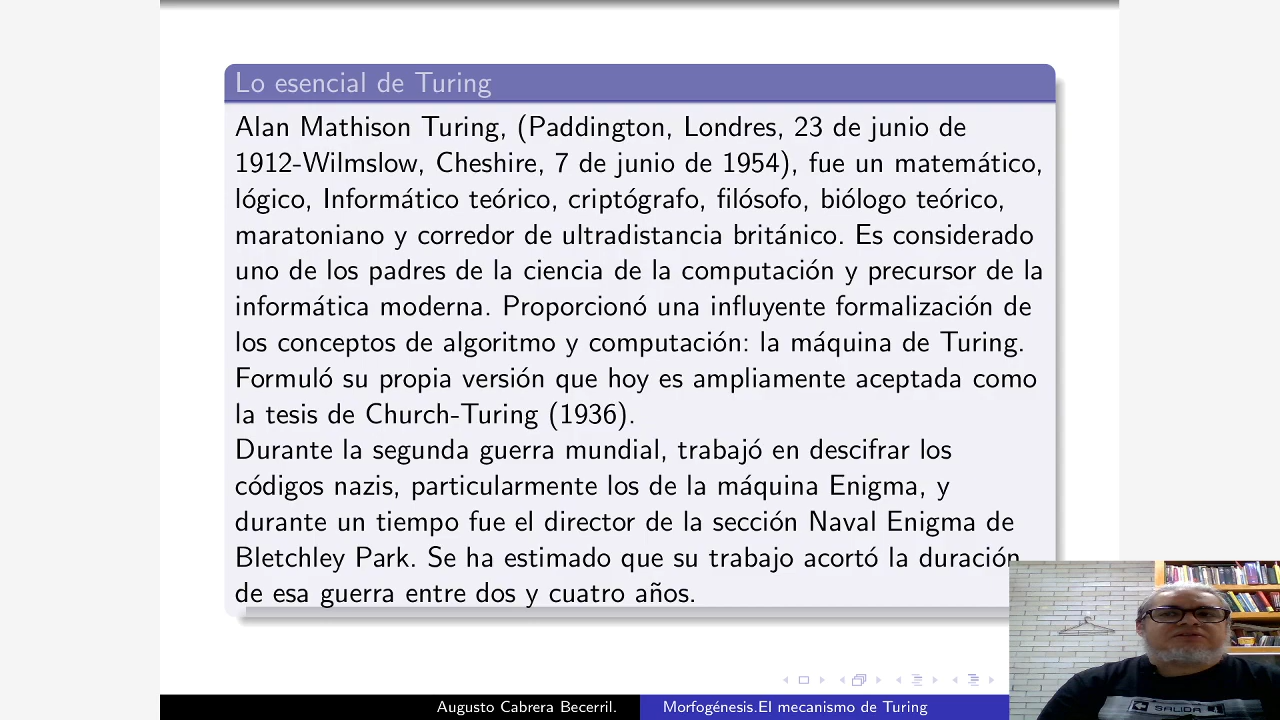 Lo esencial de Turing
Alan Mathison Turing, (Paddington, Londres, 23 de junio de
1912-Wilmslow, Cheshire, 7 de junio de 1954), fue un matemático,
lógico, Informático teórico, criptógrafo, filósofo, biólogo teórico,
maratoniano y corredor de ultradistancia británico. Es considerado
uno de los padres de la ciencia de la computación y precursor de la
informática moderna. Proporcionó una influyente formalización de
los conceptos de algoritmo y computación: la máquina de Turing.
Formuló su propia versión que hoy es ampliamente aceptada como
la tesis de Church-Turing (1936).
Durante la segunda guerra mundial, trabajó en descifrar los
códigos nazis, particularmente los de la máquina Enigma, y
durante un tiempo fue el director de la sección Naval Enigma de
Bletchley Park. Se ha estimado que su trabajo acortó la duración
de esa guerra entre dos y cuatro años.
SALIDA
Augusto Cabrera Becerril.
Morfogénesis.El mecanismo de Turing